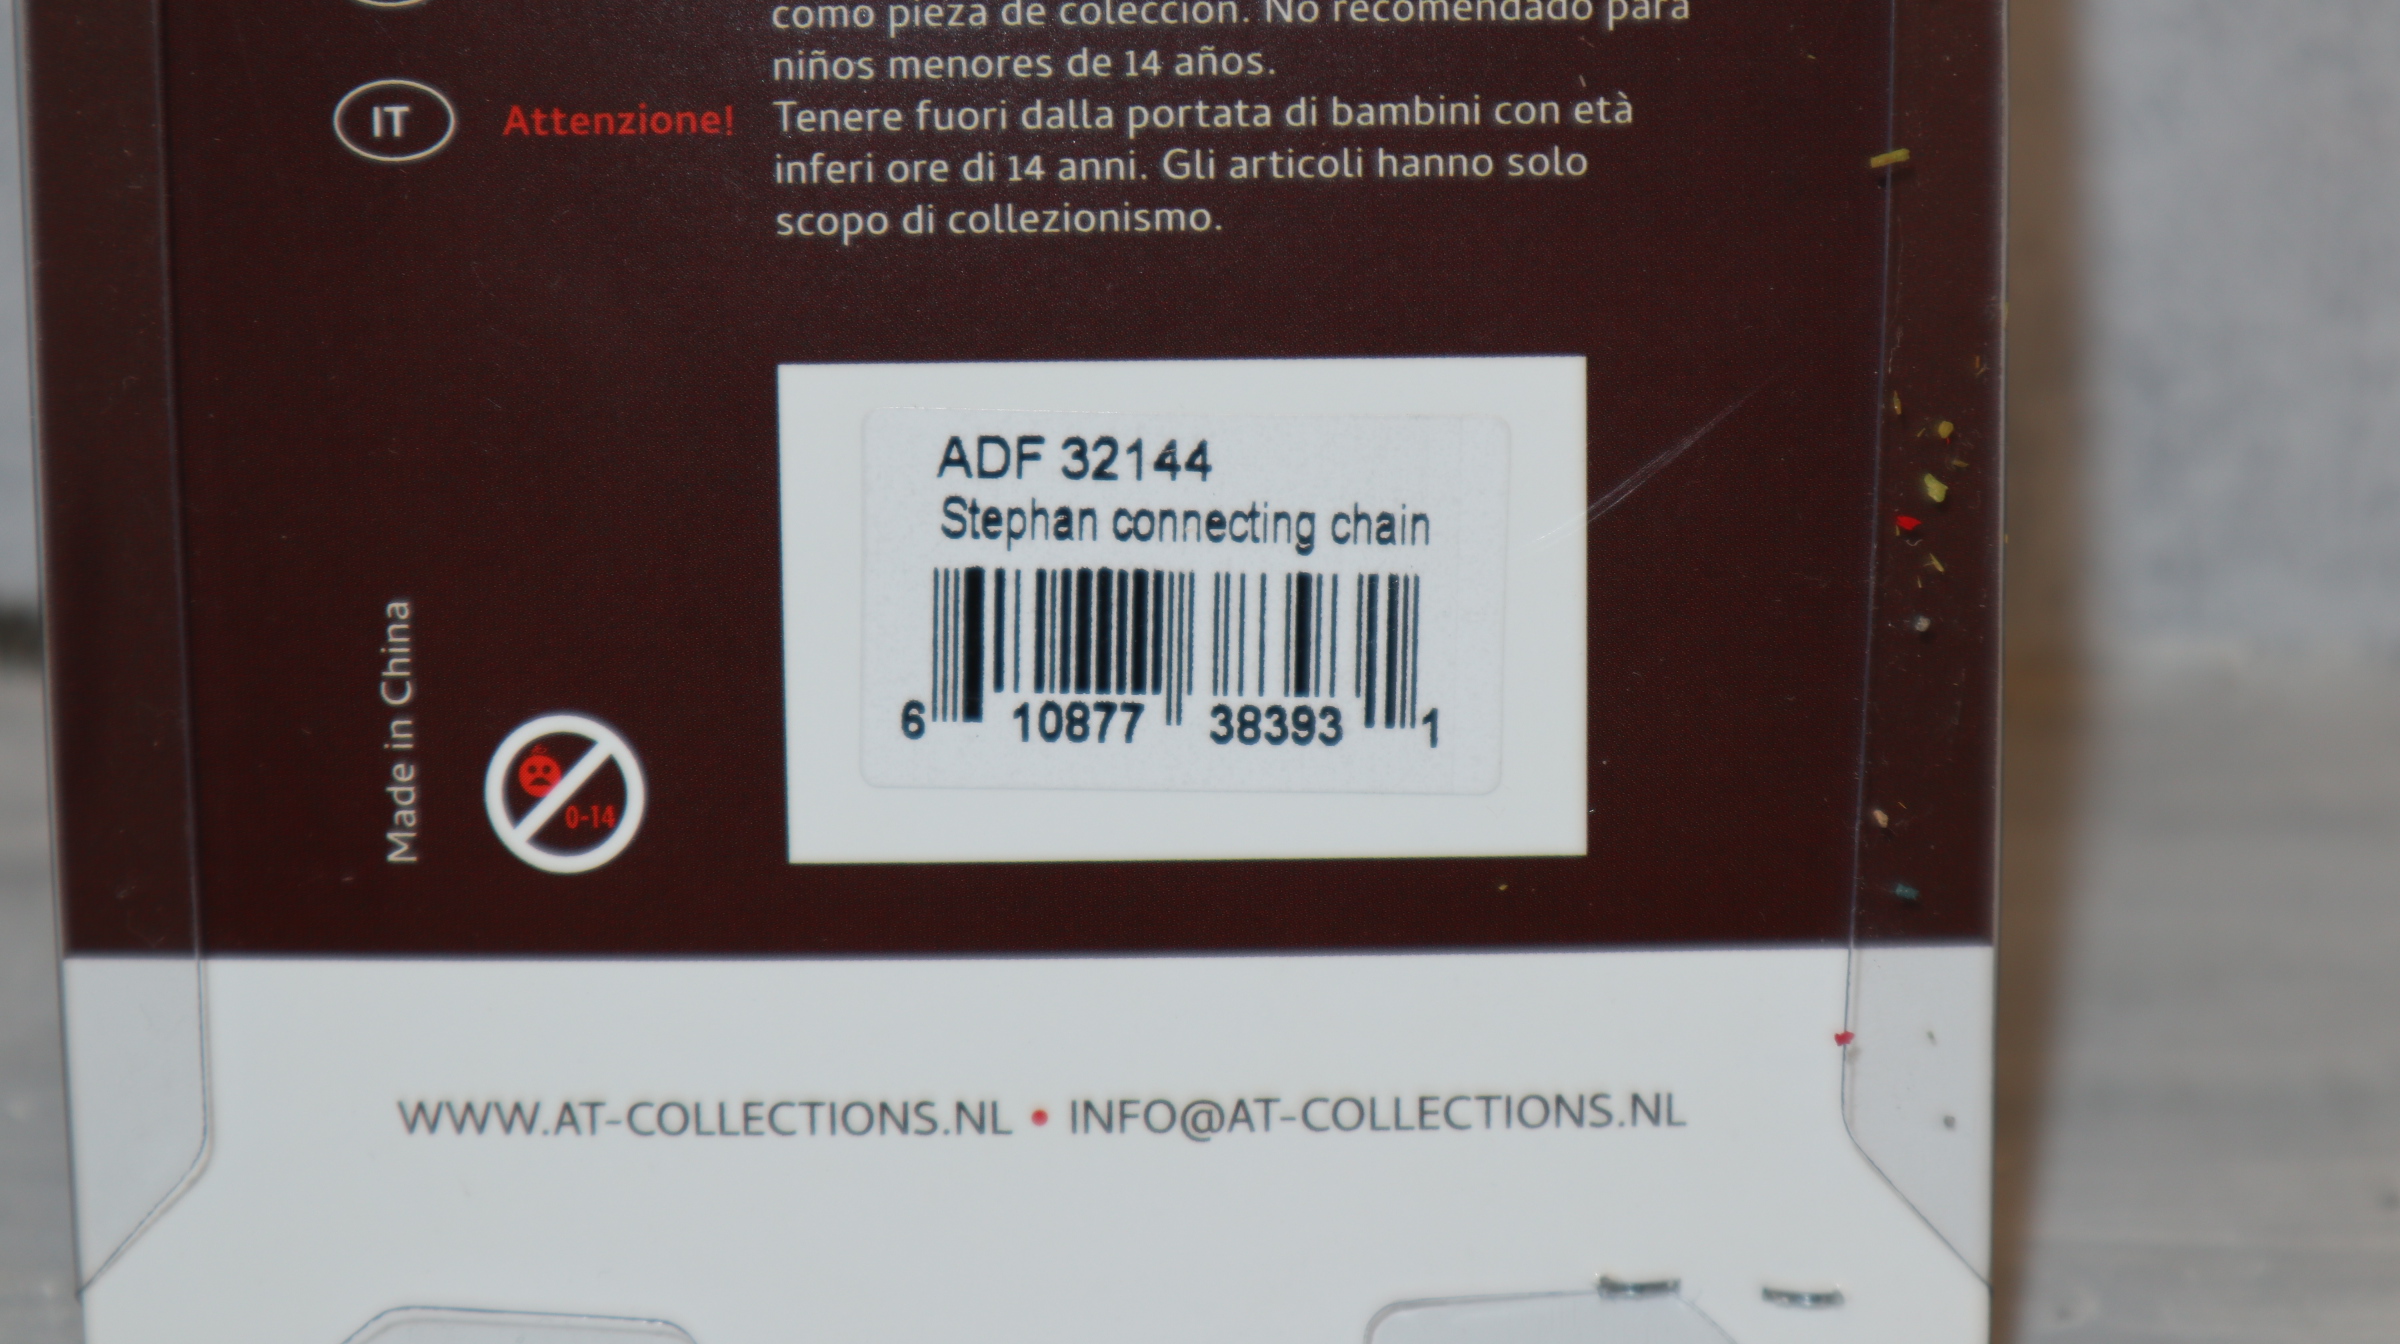 como pieza de colección. No recomendado para
niños menores de 14 años.
IT Attenzione! Tenere fuori dalla portata di bambini con età
inferi ore di 14 anni. Gli articoli hanno solo
scopo di collezionismo.
ADF 32144
Stephan connecting chain
6 10877 38393 1
Made in China
0-14
WWW.AT-COLLECTIONS.NL • INFO@AT-COLLECTIONS.NL